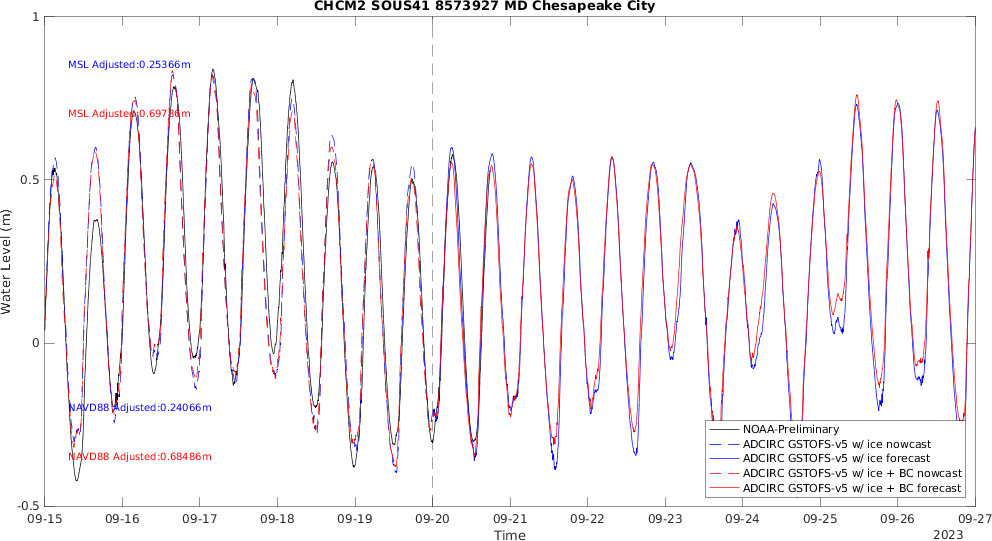 CHCM2 SOUS41 8573927 MD Chesapeake City
1
MSL Adjusted:0.25366m
MSL Adjusted:0.69786m
0.5
Water Level (m)
0
NAVD88 Adjusted:0.24066m
NAVD88 Adjusted:0.68486m
NOAA-Preliminary
ADCIRC GSTOFS-v5 w/ ice nowcast
ADCIRC GSTOFS-v5 w/ ice forecast
ADCIRC GSTOFS-v5 w/ ice + BC nowcast
ADCIRC GSTOFS-v5 w/ ice + BC forecast
-0.5
09-15 09-16 09-17 09-18 09-19 09-20 09-21 09-22 09-23 09-24 09-25 09-26 09-27
Time
2023